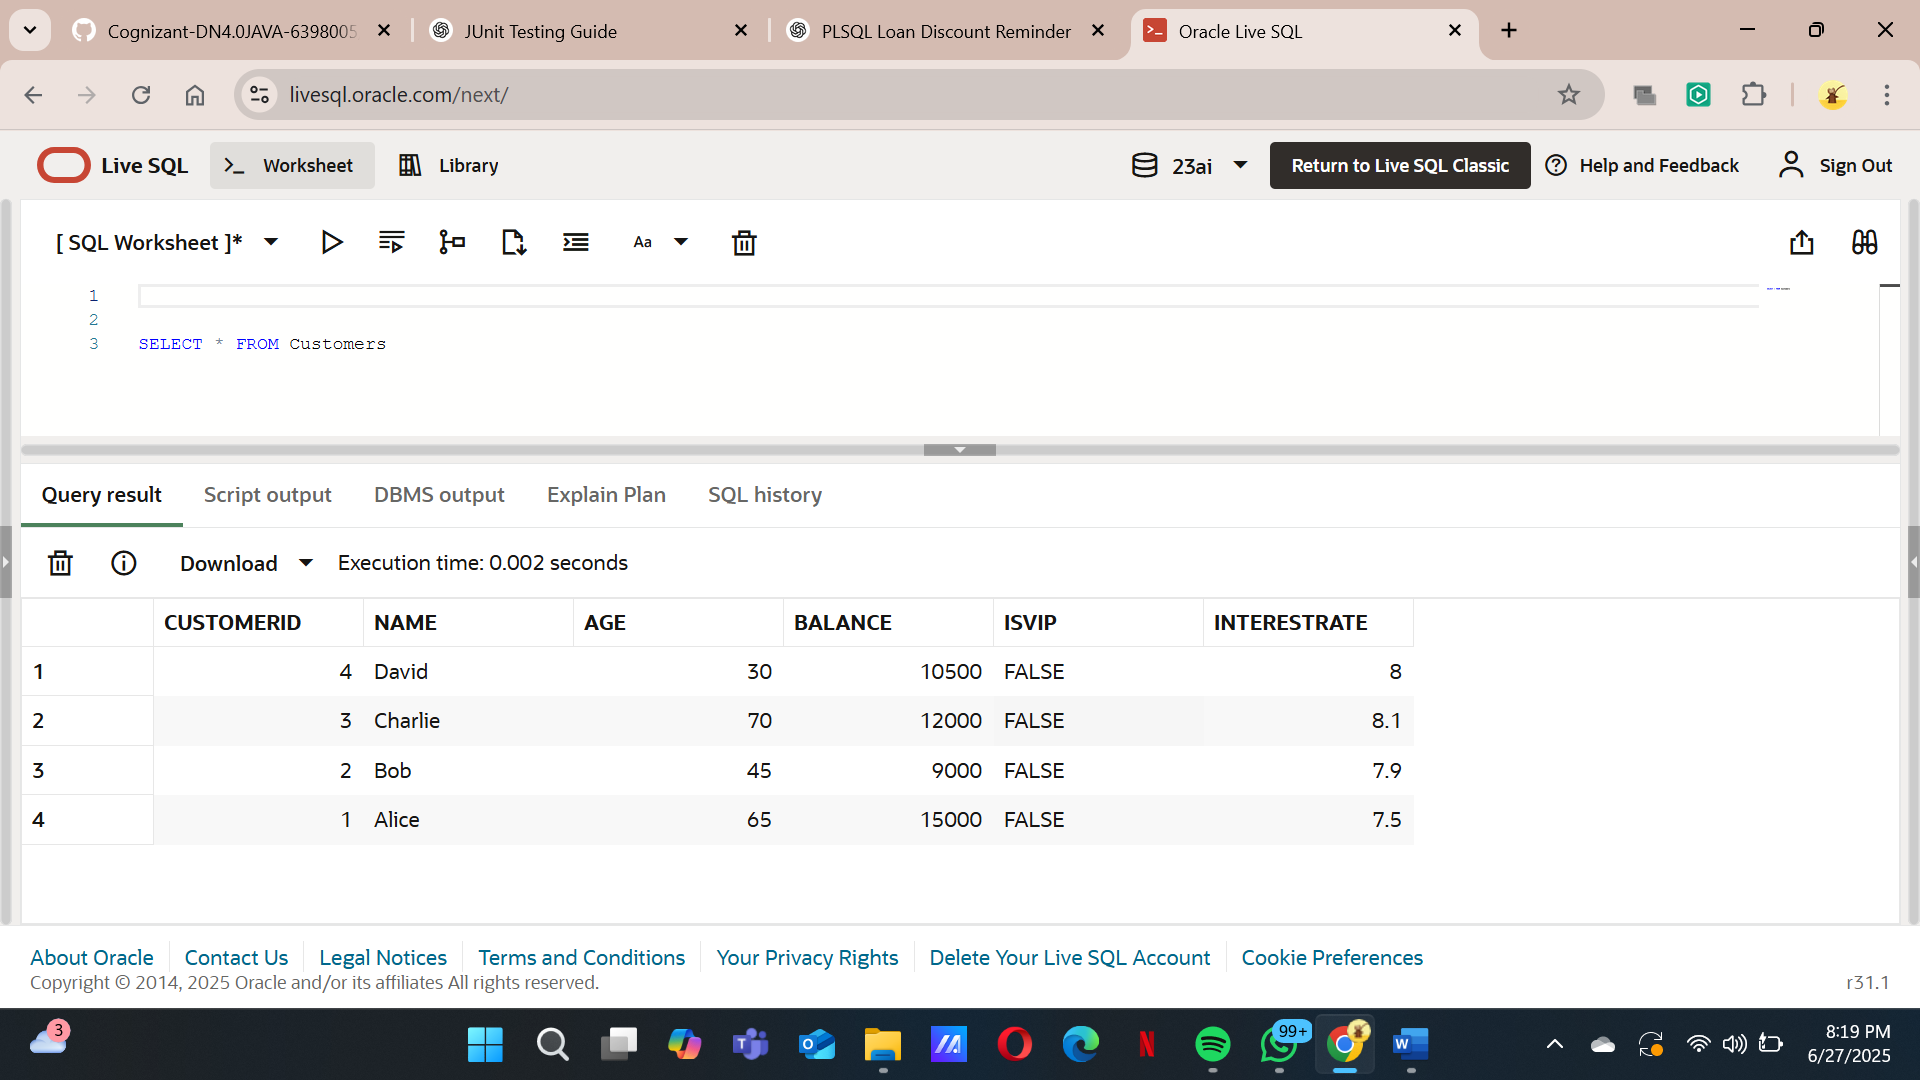 Cognizant-DN4.0JAVA-6398005
JUnit Testing Guide
PLSQL Loan Discount Reminder
Oracle Live SQL
livesql.oracle.com/next/
Live SQL
Worksheet
Library
23ai
Return to Live SQL Classic
Help and Feedback
Sign Out
[ SQL Worksheet ]*
Aa
1
2
3 SELECT * FROM Customers
Query result
Script output
DBMS output
Explain Plan
SQL history
Download
Execution time: 0.002 seconds
CUSTOMERID NAME AGE BALANCE ISVIP INTERESTRATE
1 4 David 30 10500 FALSE 8
2 3 Charlie 70 12000 FALSE 8.1
3 2 Bob 45 9000 FALSE 7.9
4 1 Alice 65 15000 FALSE 7.5
About Oracle
Contact Us
Legal Notices
Terms and Conditions
Your Privacy Rights
Delete Your Live SQL Account
Cookie Preferences
Copyright © 2014, 2025 Oracle and/or its affiliates All rights reserved.
r31.1
3
99+
8:19 PM
6/27/2025